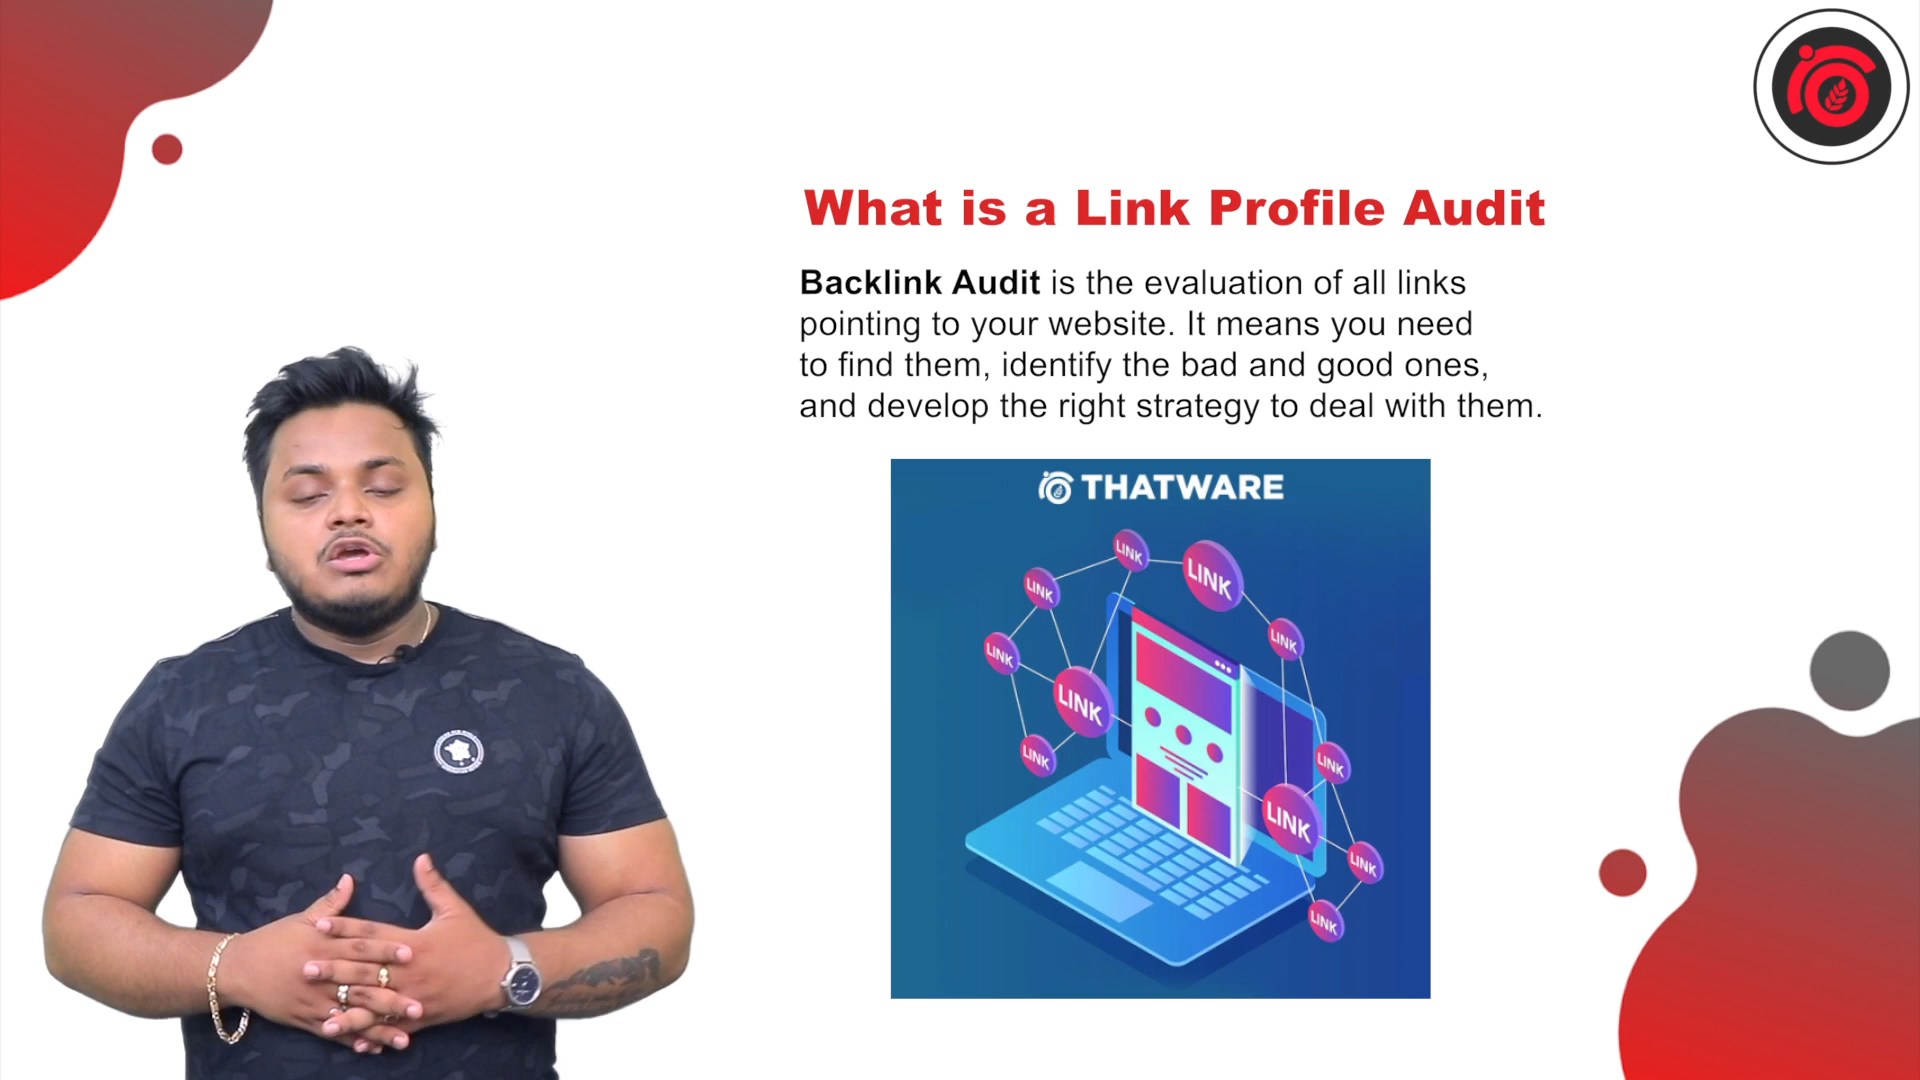 What is a Link Profile Audit
Backlink Audit is the evaluation of all links
pointing to your website. It means you need
to find them, identify the bad and good ones,
and develop the right strategy to deal with them.
THATWARE
LINK
LINK
LINK
LINK
LINK
LINK
LINK
LINK
LINK
LINK
LINK